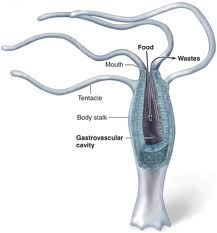 Food
Wastes
Mouth
Tentacle
Body stalk
Gastrovascular
cavity